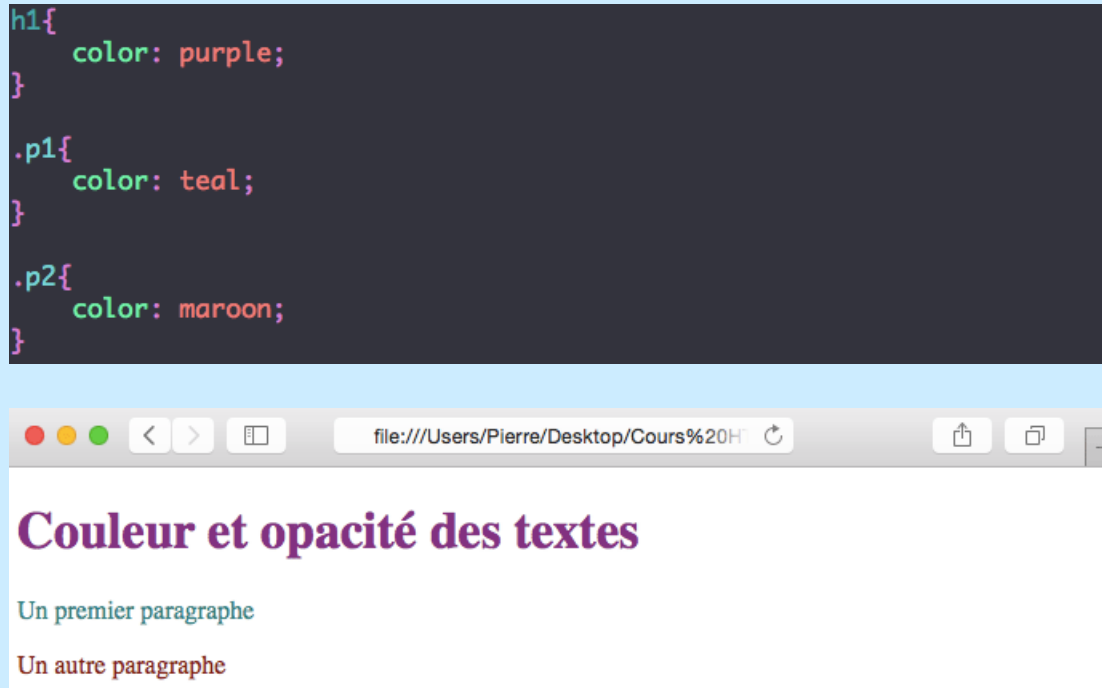 h1{
color: purple;
}
.p1{
color: teal;
}
.p2{
color: maroon;
}
file:///Users/Pierre/Desktop/Cours%20H
Couleur et opacité des textes
Un premier paragraphe
Un autre paragraphe